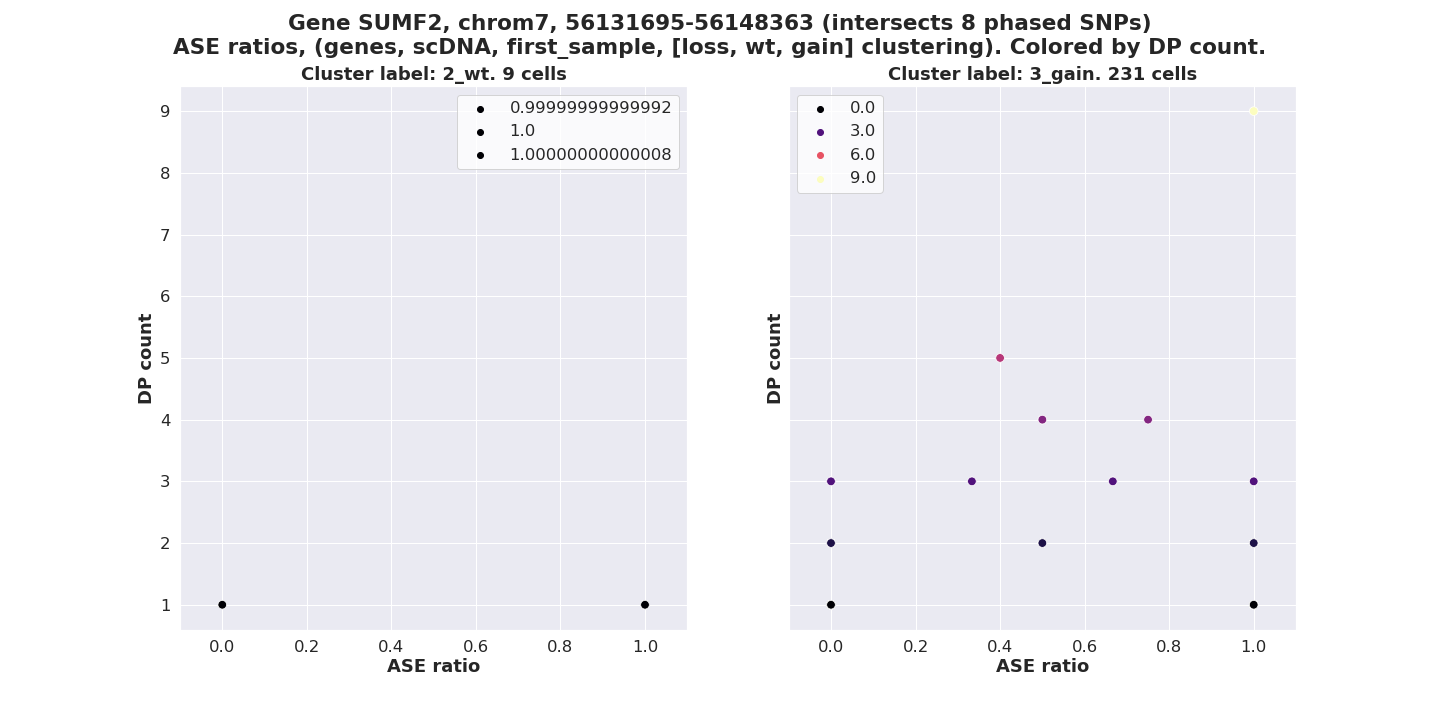 Gene SUMF2, chrom7, 56131695-56148363 (intersects 8 phased SNPs)
ASE ratios, (genes, scDNA, first_sample, [loss, wt, gain] clustering). Colored by DP count.
Cluster label: 2_wt. 9 cells
0.99999999999992
1.0
1.00000000000008
9
8
7
6
5
4
3
2
1
DP count
0.0 0.2 0.4 0.6 0.8 1.0
ASE ratio
Cluster label: 3_gain. 231 cells
0.0
3.0
6.0
9.0
DP count
0.0 0.2 0.4 0.6 0.8 1.0
ASE ratio